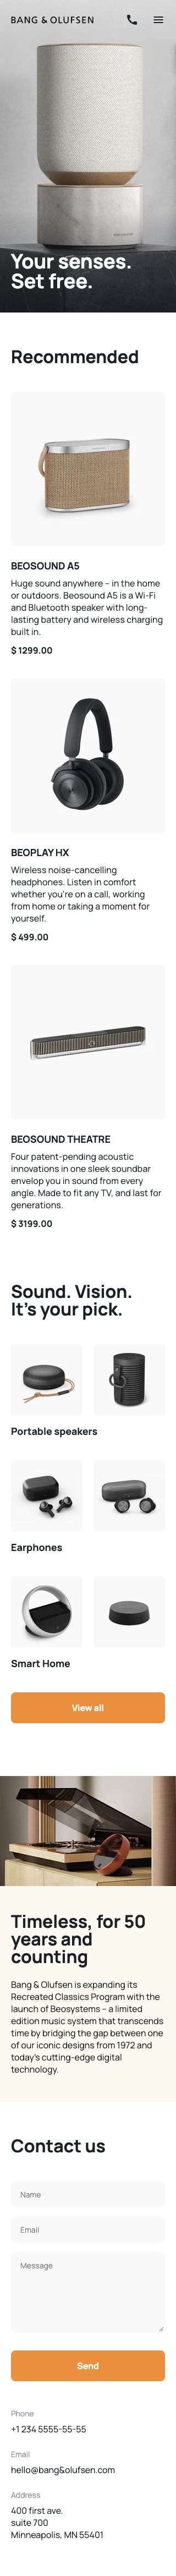 BANG & OLUFSEN
Your senses.
Set free.
Recommended
BEOSOUND A5
Huge sound anywhere – in the home
or outdoors. Beosound A5 is a Wi-Fi
and Bluetooth speaker with long-
lasting battery and wireless charging
built in.
$ 1299.00
BEOPLAY HX
Wireless noise-cancelling
headphones. Listen in comfort
whether you're on a call, working
from home or taking a moment for
yourself.
$ 499.00
BEOSOUND THEATRE
Four patent-pending acoustic
innovations in one sleek soundbar
envelop you in sound from every
angle. Made to fit any TV, and last for
generations.
$ 3199.00
Sound. Vision.
It's your pick.
Portable speakers
Earphones
Smart Home
View all
Timeless, for 50
years and
counting
Bang & Olufsen is expanding its
Recreated Classics Program with the
launch of Beosystems – a limited
edition music system that transcends
time by bridging the gap between one
of our iconic designs from 1972 and
today's cutting-edge digital
technology.
Contact us
Name
Email
Message
Send
Phone
+1 234 5555-55-55
Email
hello@bang&olufsen.com
Address
400 first ave.
suite 700
Minneapolis, MN 55401